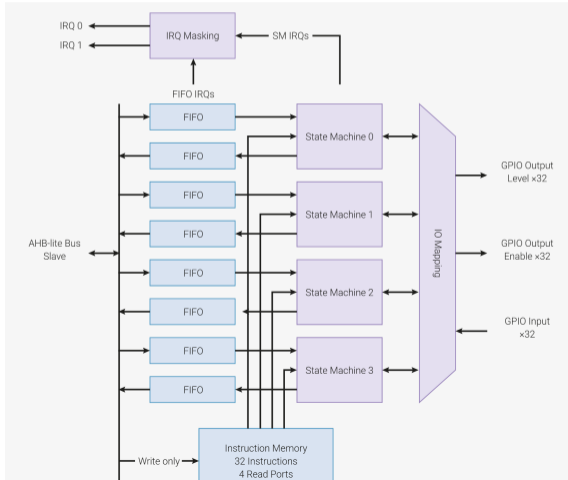 IRQ 0
IRQ 1
IRQ Masking
SM IRQs
FIFO IRQs
FIFO
FIFO
FIFO
FIFO
FIFO
FIFO
FIFO
FIFO
State Machine 0
State Machine 1
State Machine 2
State Machine 3
IO Mapping
GPIO Output
Level ×32
GPIO Output
Enable ×32
GPIO Input
×32
AHB-lite Bus
Slave
Write only
Instruction Memory
32 Instructions
4 Read Ports